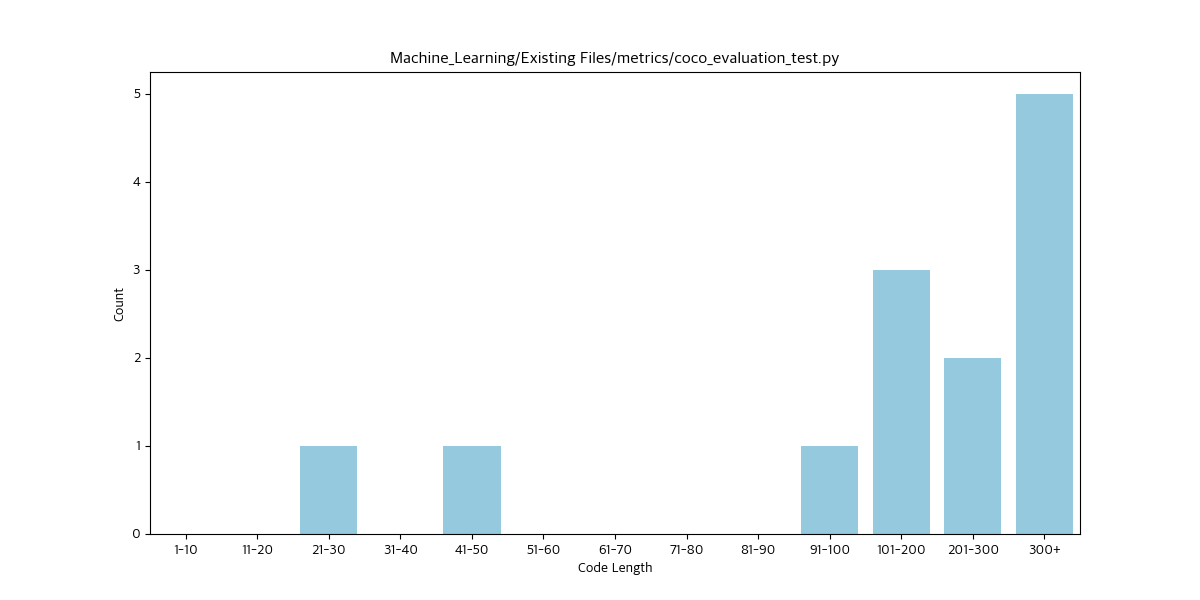 Machine_Learning/Existing Files/metrics/coco_evaluation_test.py
5
4
3
2
1
0
Count
1-10 11-20 21-30 31-40 41-50 51-60 61-70 71-80 81-90 91-100 101-200 201-300 300+
Code Length